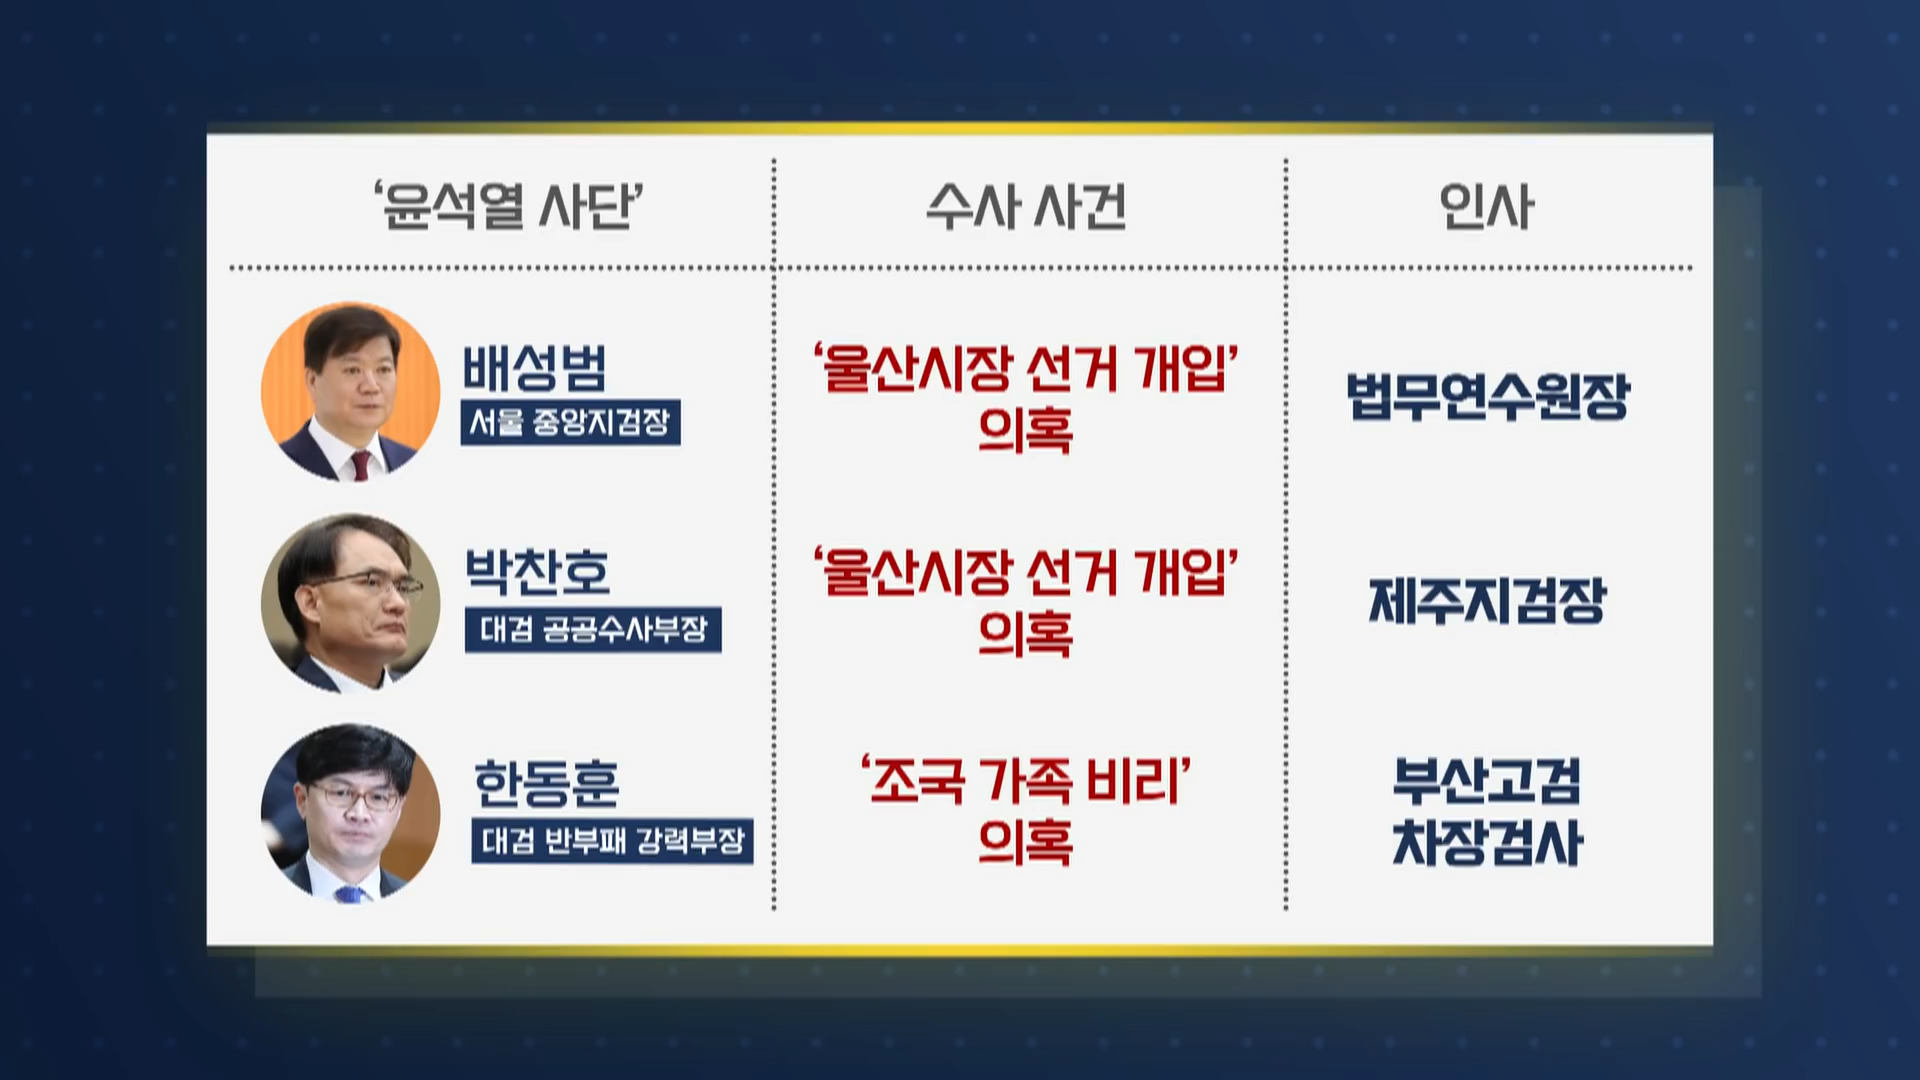 ‘윤석열 사단’
수사 사건
인사
배성범
서울 중앙지검장
‘울산시장 선거 개입’
의혹
법무연수원장
박찬호
대검 공공수사부장
‘울산시장 선거 개입’
의혹
제주지검장
한동훈
대검 반부패 강력부장
‘조국 가족 비리’
의혹
부산고검
차장검사